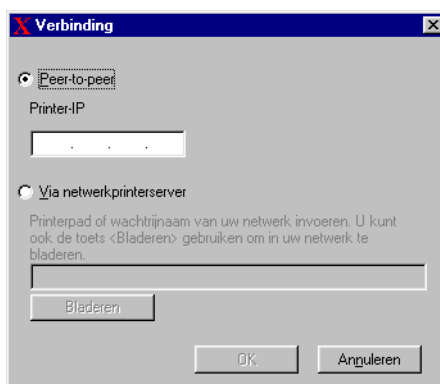 Verbinding
Peer-to-peer
Printer-IP
. . .
Via netwerkprinterserver
Printerpad of wachtrijnaam van uw netwerk invoeren. U kunt
ook de toets <Bladeren> gebruiken om in uw netwerk te
bladeren.
Bladeren
OK
Annuleren